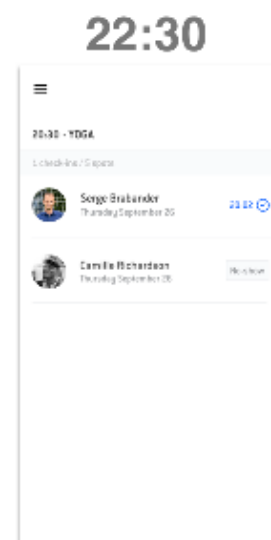 22:30
20:30 - YOGA
1 check-ins / 5 spots
Serge Brabander
Thursday September 26
Camille Richardson
Thursday September 26
No-show